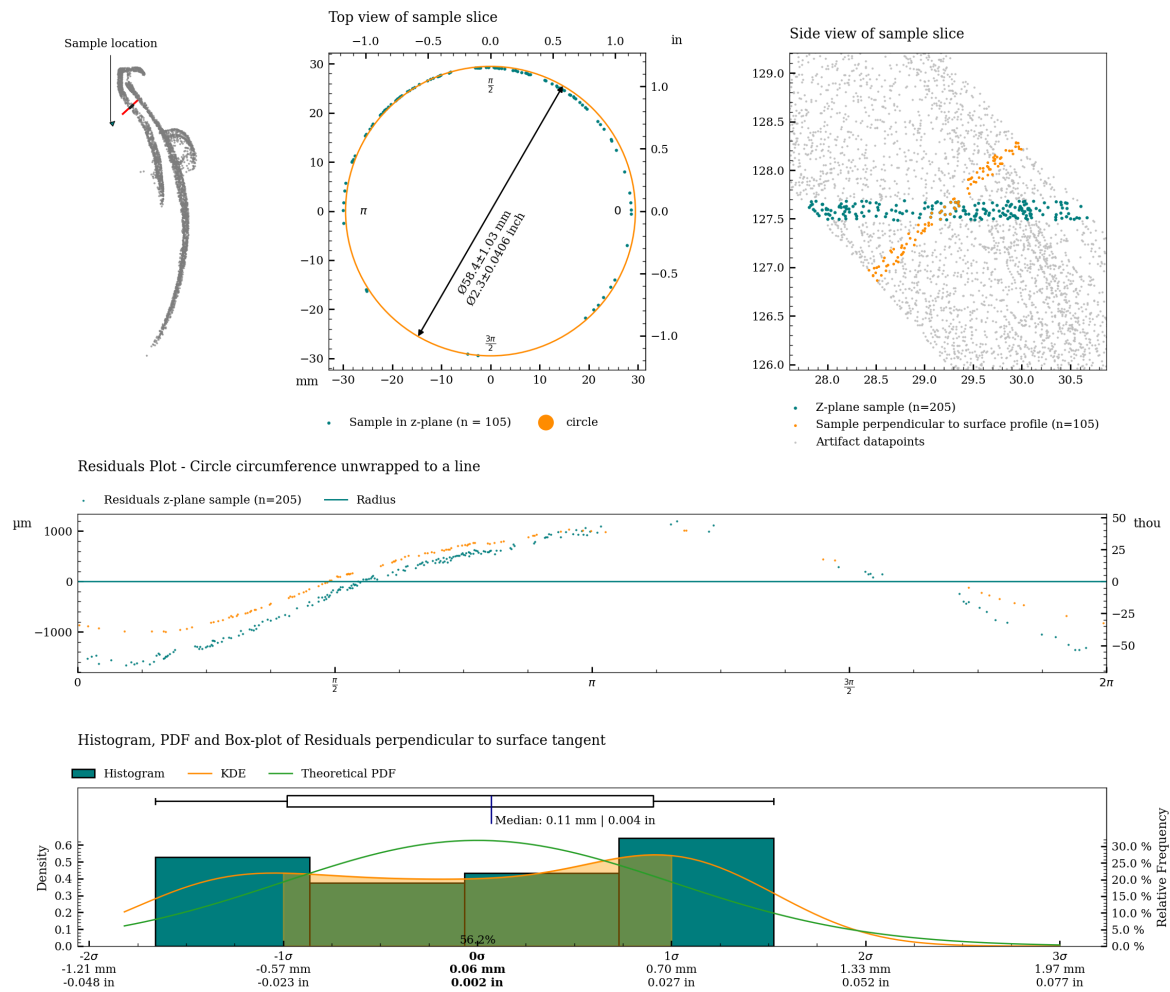 Sample location
Top view of sample slice
−1.0 −0.5 0.0 0.5 1.0 in
30
20
10
0
−10
−20
−30
1.0
0.5
0.0
−0.5
−1.0
π/2
π
0
3π/2
Ø58.4±1.03 mm
Ø2.3±0.0406 inch
mm −30 −20 −10 0 10 20 30
Sample in z-plane (n = 105) circle
Side view of sample slice
129.0
128.5
128.0
127.5
127.0
126.5
126.0
28.0 28.5 29.0 29.5 30.0 30.5
Z-plane sample (n=205)
Sample perpendicular to surface profile (n=105)
Artifact datapoints
Residuals Plot - Circle circumference unwrapped to a line
Residuals z-plane sample (n=205) Radius
µm
1000
0
−1000
thou
50
25
0
−25
−50
0 π/2 π 3π/2 2π
Histogram, PDF and Box-plot of Residuals perpendicular to surface tangent
Histogram KDE Theoretical PDF
Median: 0.11 mm | 0.004 in
Density
0.6
0.5
0.4
0.3
0.2
0.1
0.0
Relative Frequency
30.0 %
25.0 %
20.0 %
15.0 %
10.0 %
5.0 %
0.0 %
56.2%
-2σ -1σ 0σ 1σ 2σ 3σ
-1.21 mm -0.57 mm 0.06 mm 0.70 mm 1.33 mm 1.97 mm
-0.048 in -0.023 in 0.002 in 0.027 in 0.052 in 0.077 in